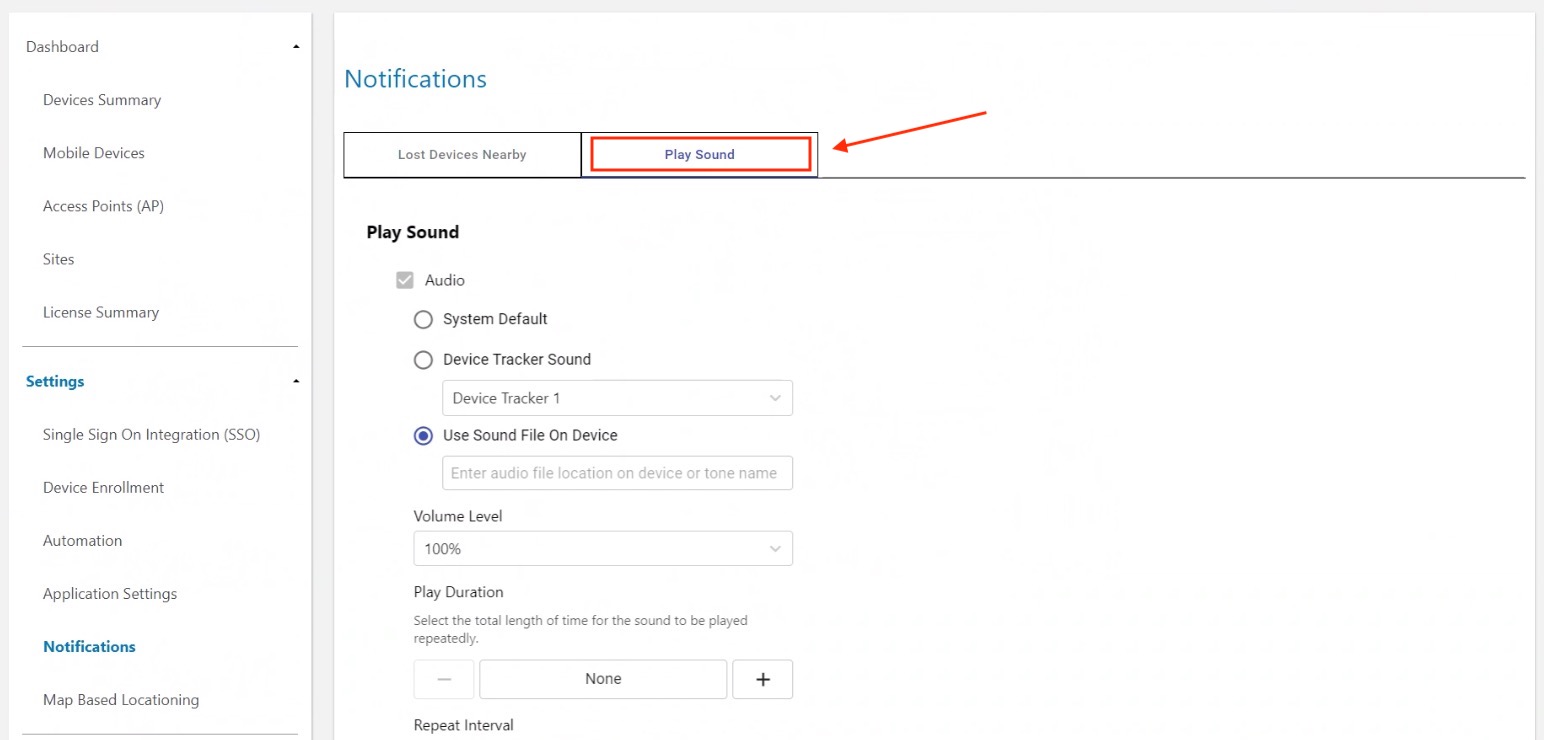 Dashboard
Devices Summary
Mobile Devices
Access Points (AP)
Sites
License Summary
Settings
Single Sign On Integration (SSO)
Device Enrollment
Automation
Application Settings
Notifications
Map Based Locationing
Notifications
Lost Devices Nearby
Play Sound
Play Sound
Audio
System Default
Device Tracker Sound
Device Tracker 1
Use Sound File On Device
Enter audio file location on device or tone name
Volume Level
100%
Play Duration
Select the total length of time for the sound to be played
repeatedly.
None
Repeat Interval